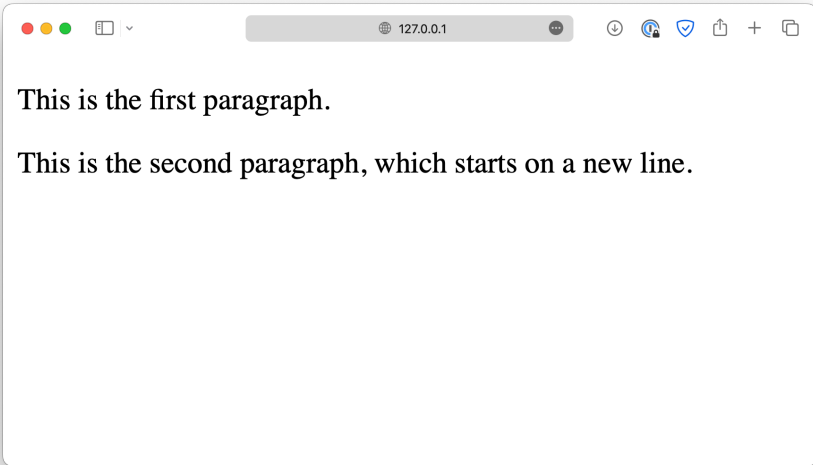 127.0.0.1
This is the first paragraph.
This is the second paragraph, which starts on a new line.